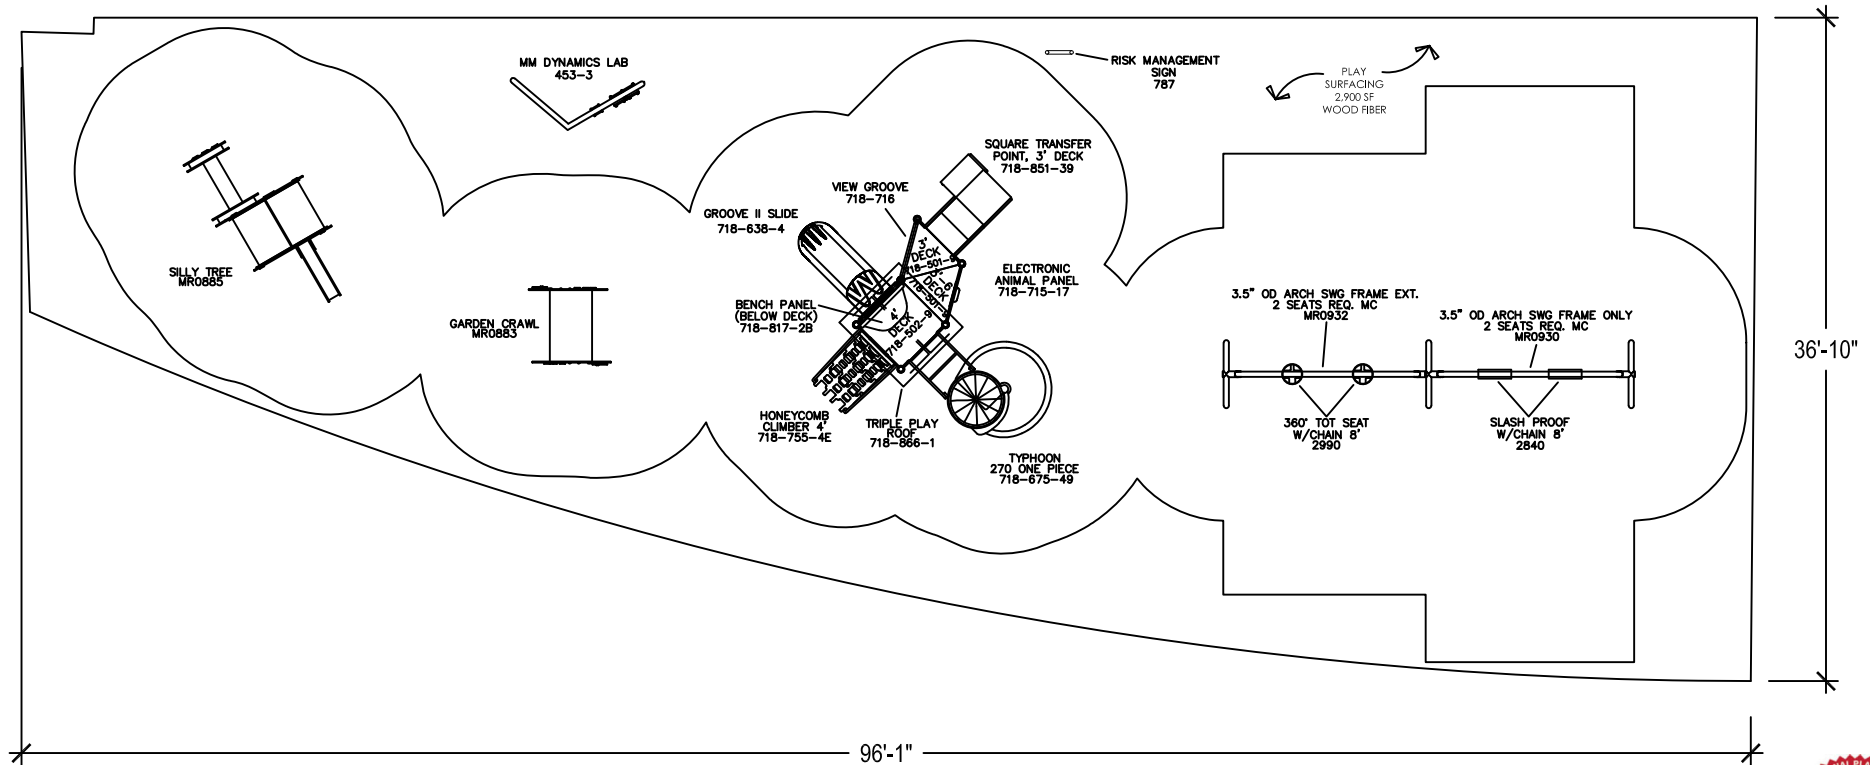 MM DYNAMICS LAB
453-3
RISK MANAGEMENT
SIGN
787
PLAY
SURFACING
2,900 SF
WOOD FIBER
SQUARE TRANSFER
POINT, 3' DECK
718-851-39
VIEW GROOVE
718-716
GROOVE II SLIDE
718-638-4
SILLY TREE
MR0885
3'
DECK
718-501-9
DECK
ELECTRONIC
ANIMAL PANEL
718-715-17
BENCH PANEL
(BELOW DECK)
718-817-2B
4'
DECK
718-502-9
GARDEN CRAWL
MR0883
3.5" OD ARCH SWG FRAME EXT.
2 SEATS REQ. MC
MR0932
3.5" OD ARCH SWG FRAME ONLY
2 SEATS REQ. MC
MR0930
36'-10"
HONEYCOMB
CLIMBER 4'
718-755-4E
TRIPLE PLAY
ROOF
718-866-1
360° TOT SEAT
W/CHAIN 8'
2990
SLASH PROOF
W/CHAIN 8'
2840
TYPHOON
270 ONE PIECE
718-675-49
96'-1"